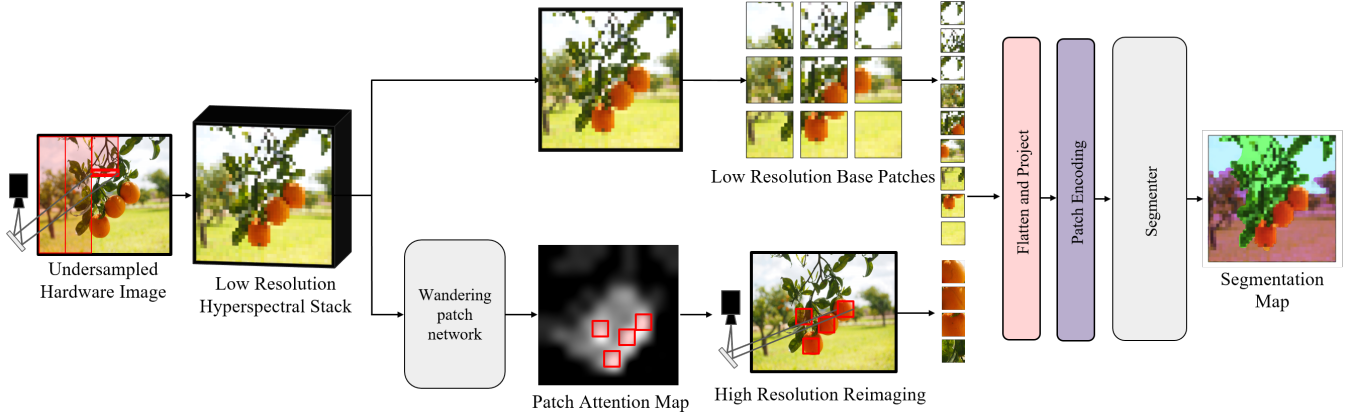 Undersampled
Hardware Image
Low Resolution
Hyperspectral Stack
Low Resolution Base Patches
Wandering
patch
network
Patch Attention Map
High Resolution Reimaging
Flatten and Project
Patch Encoding
Segmenter
Segmentation
Map